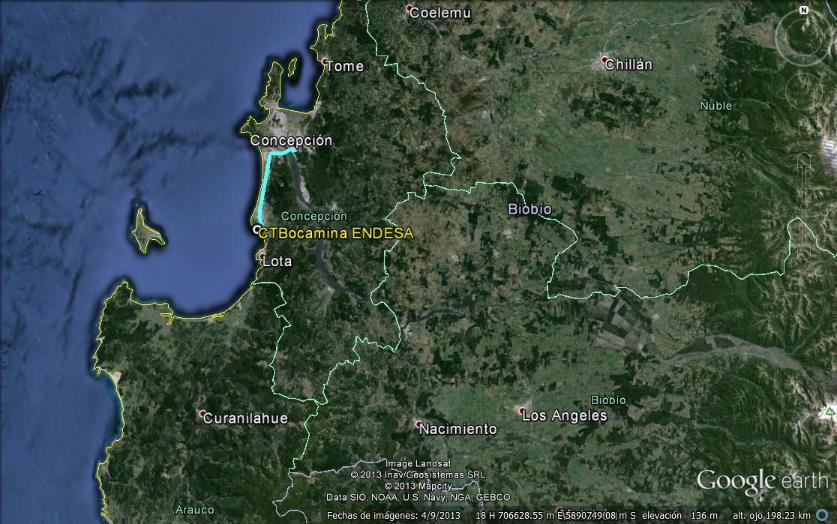 N
Coelemu
Tome
Chillán
Ñuble
Concepción
Biobío
Concepción
CTBocamina ENDESA
Lota
Biobío
Curanilahue
Los Angeles
Nacimiento
Image Landsat
© 2013 Inav/Geosistemas SRL
© 2013 Mapcity
Data SIO, NOAA, U.S. Navy, NGA, GEBCO
Google earth
Arauco
Fechas de imágenes: 4/9/2013 18 H 706628.55 m E 5890749.08 m S elevación 136 m alt. ojo 198.23 km